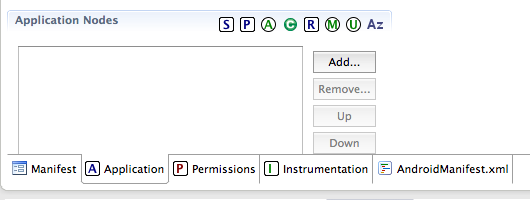 Application Nodes
S P A C R M U Az
Add...
Remove...
Up
Down
Manifest A Application P Permissions I Instrumentation AndroidManifest.xml